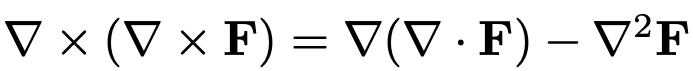 ∇ × (∇ × 𝐅) = ∇(∇ · 𝐅) − ∇²𝐅